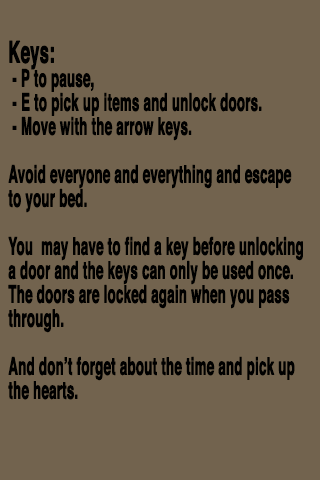 Keys:
- P to pause,
- E to pick up items and unlock doors.
- Move with the arrow keys.
Avoid everyone and everything and escape
to your bed.
You  may have to find a key before unlocking
a door and the keys can only be used once.
The doors are locked again when you pass
through.
And don't forget about the time and pick up
the hearts.